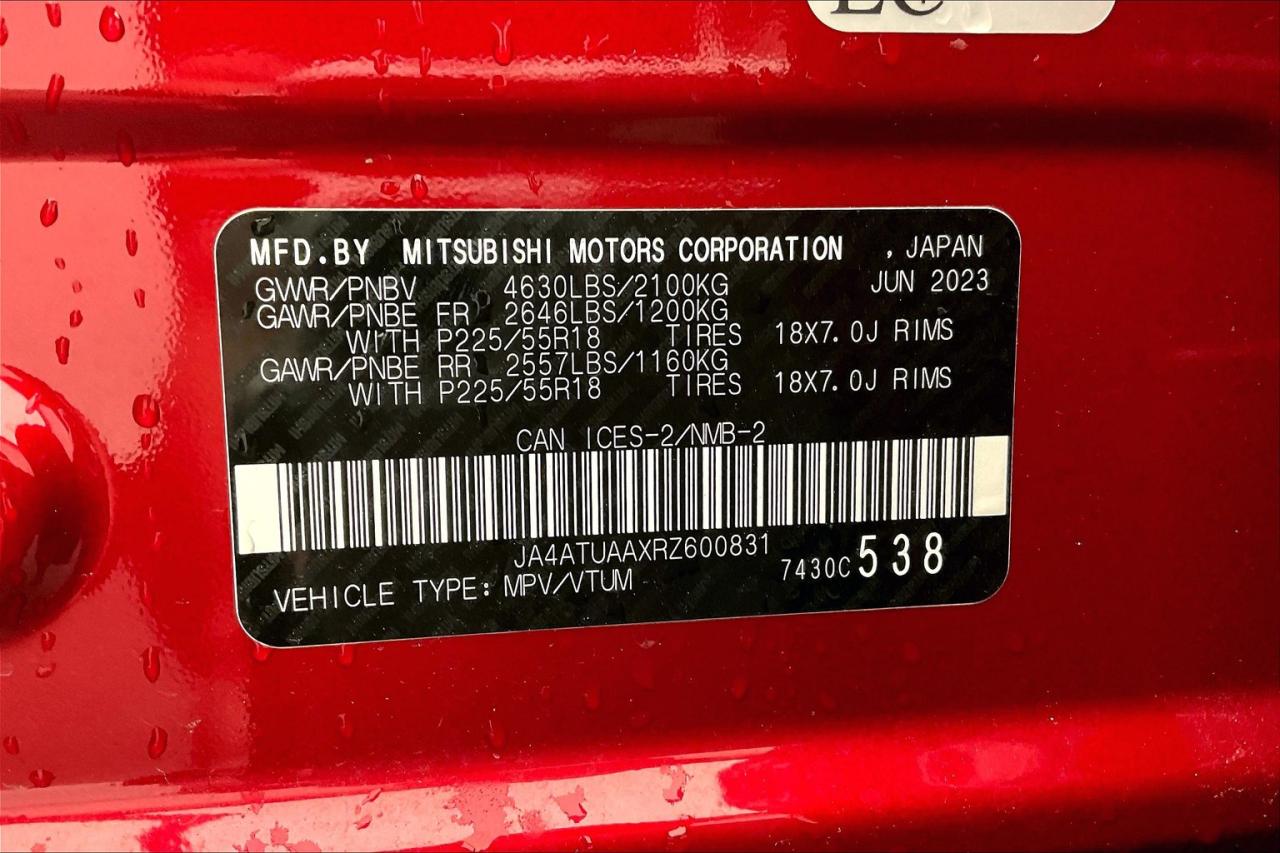 MFD.BY MITSUBISHI MOTORS CORPORATION , JAPAN
GVWR/PNBV 4630LBS/2100KG JUN 2023
GAWR/PNBE FR 2646LBS/1200KG
WITH P225/55R18 TIRES 18X7.0J RIMS
GAWR/PNBE RR 2557LBS/1160KG
WITH P225/55R18 TIRES 18X7.0J RIMS
CAN ICES-2/NMB-2
JA4ATUAAXRZ600831
7430C 538
VEHICLE TYPE: MPV/VTUM